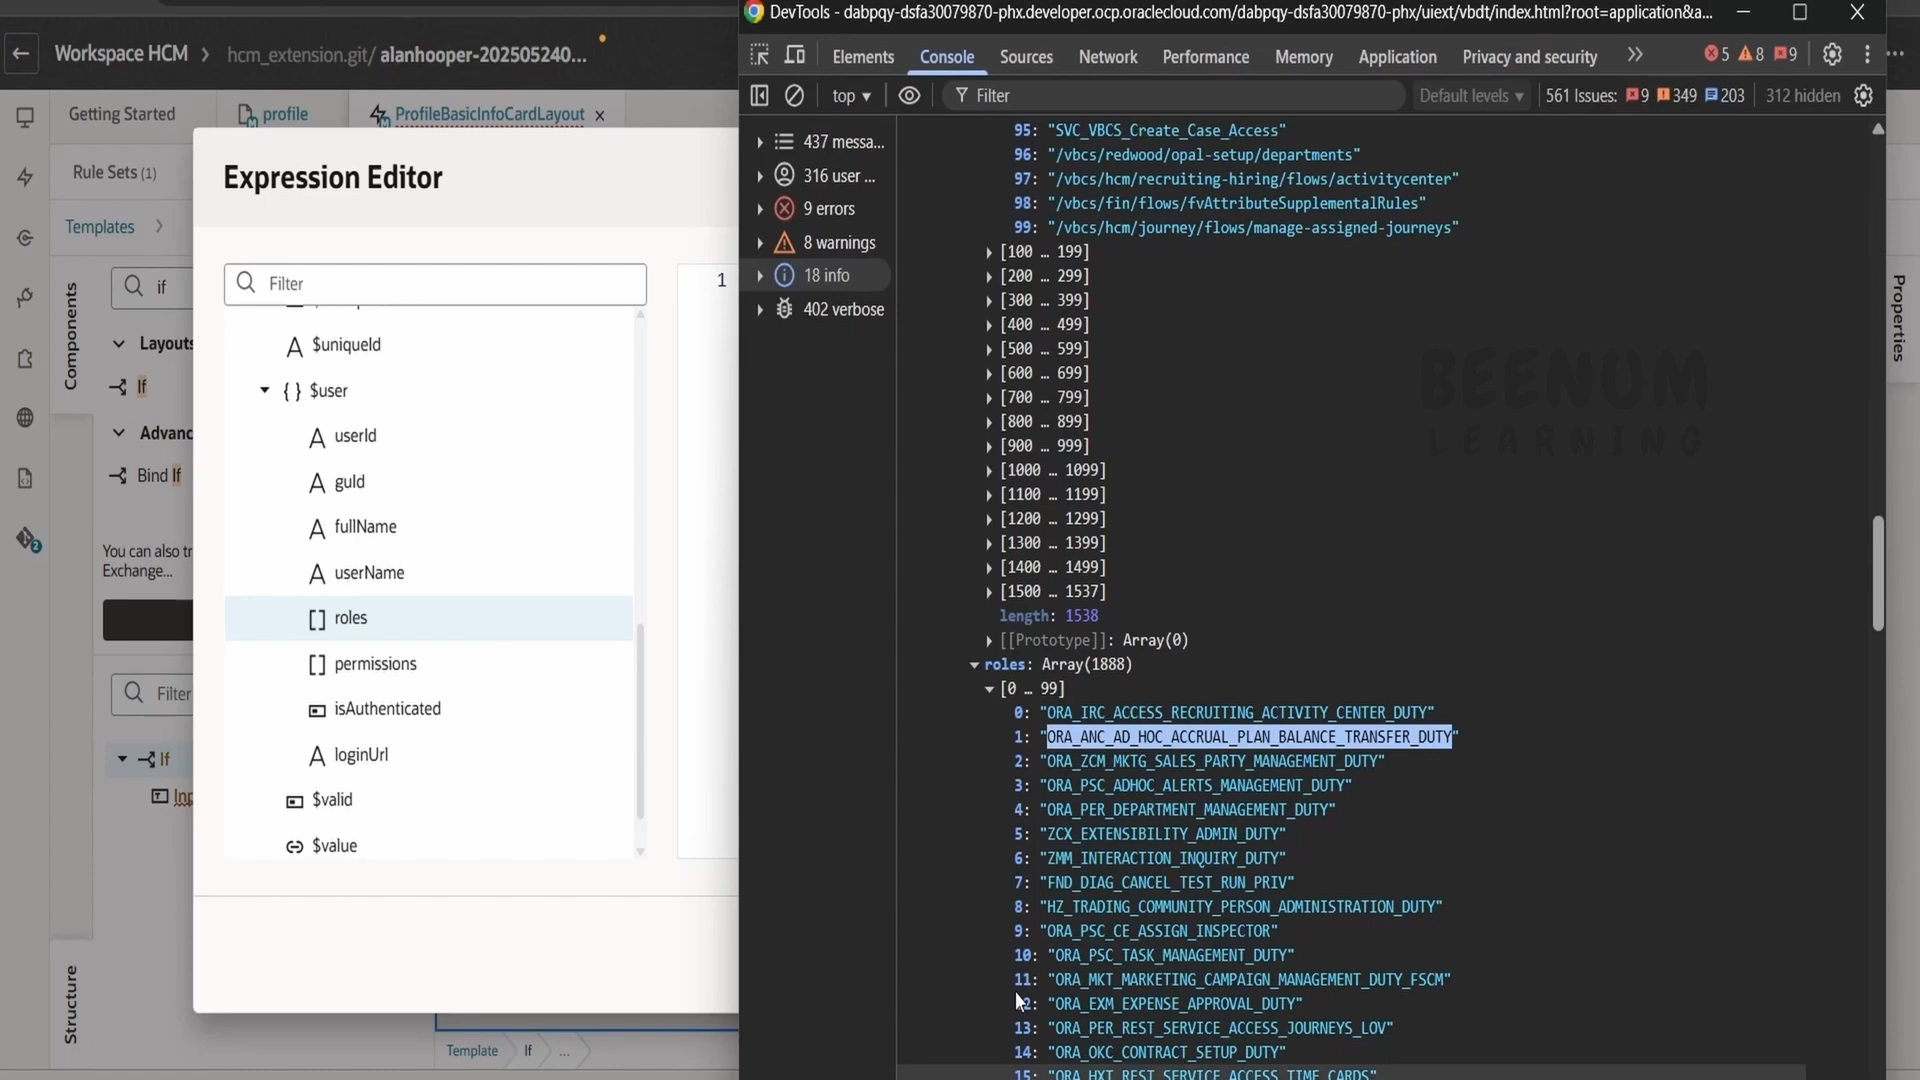 DevTools - dabpqy-dsfa30079870-phx.developer.ocp.oraclecloud.com/dabpqy-dsfa30079870-phx/uiext/vbdt/index.html?root=application&a...
Workspace HCM
hcm_extension.git/ alanhooper-202505240...
Elements
Console
Sources
Network
Performance
Memory
Application
Privacy and security
5
8
9
top
Filter
Default levels
561 Issues: 9 349 203
312 hidden
Getting Started
profile
ProfileBasicInfoCardLayout
Rule Sets (1)
Templates
Components
if
Layouts
If
Advanc
Bind If
You can also tr
Exchange...
Filter
If
Inp
Structure
2
Template
If
...
Properties
Expression Editor
Filter
1
$uniqueId
$user
userId
guId
fullName
userName
roles
permissions
isAuthenticated
loginUrl
$valid
$value
437 messa...
316 user ...
9 errors
8 warnings
18 info
402 verbose
95: "SVC_VBCS_Create_Case_Access"
96: "/vbcs/redwood/opal-setup/departments"
97: "/vbcs/hcm/recruiting-hiring/flows/activitycenter"
98: "/vbcs/fin/flows/fvAttributeSupplementalRules"
99: "/vbcs/hcm/journey/flows/manage-assigned-journeys"
[100 … 199]
[200 … 299]
[300 … 399]
[400 … 499]
[500 … 599]
[600 … 699]
[700 … 799]
[800 … 899]
[900 … 999]
[1000 … 1099]
[1100 … 1199]
[1200 … 1299]
[1300 … 1399]
[1400 … 1499]
[1500 … 1537]
length: 1538
[[Prototype]]: Array(0)
roles: Array(1888)
[0 … 99]
0: "ORA_IRC_ACCESS_RECRUITING_ACTIVITY_CENTER_DUTY"
1: "ORA_ANC_AD_HOC_ACCRUAL_PLAN_BALANCE_TRANSFER_DUTY"
2: "ORA_ZCM_MKTG_SALES_PARTY_MANAGEMENT_DUTY"
3: "ORA_PSC_ADHOC_ALERTS_MANAGEMENT_DUTY"
4: "ORA_PER_DEPARTMENT_MANAGEMENT_DUTY"
5: "ZCX_EXTENSIBILITY_ADMIN_DUTY"
6: "ZMM_INTERACTION_INQUIRY_DUTY"
7: "FND_DIAG_CANCEL_TEST_RUN_PRIV"
8: "HZ_TRADING_COMMUNITY_PERSON_ADMINISTRATION_DUTY"
9: "ORA_PSC_CE_ASSIGN_INSPECTOR"
10: "ORA_PSC_TASK_MANAGEMENT_DUTY"
11: "ORA_MKT_MARKETING_CAMPAIGN_MANAGEMENT_DUTY_FSCM"
2: "ORA_EXM_EXPENSE_APPROVAL_DUTY"
13: "ORA_PER_REST_SERVICE_ACCESS_JOURNEYS_LOV"
14: "ORA_OKC_CONTRACT_SETUP_DUTY"
15: "ORA_HXT_REST_SERVICE_ACCESS_TIME_CARDS"
BEENUM
LEARNING